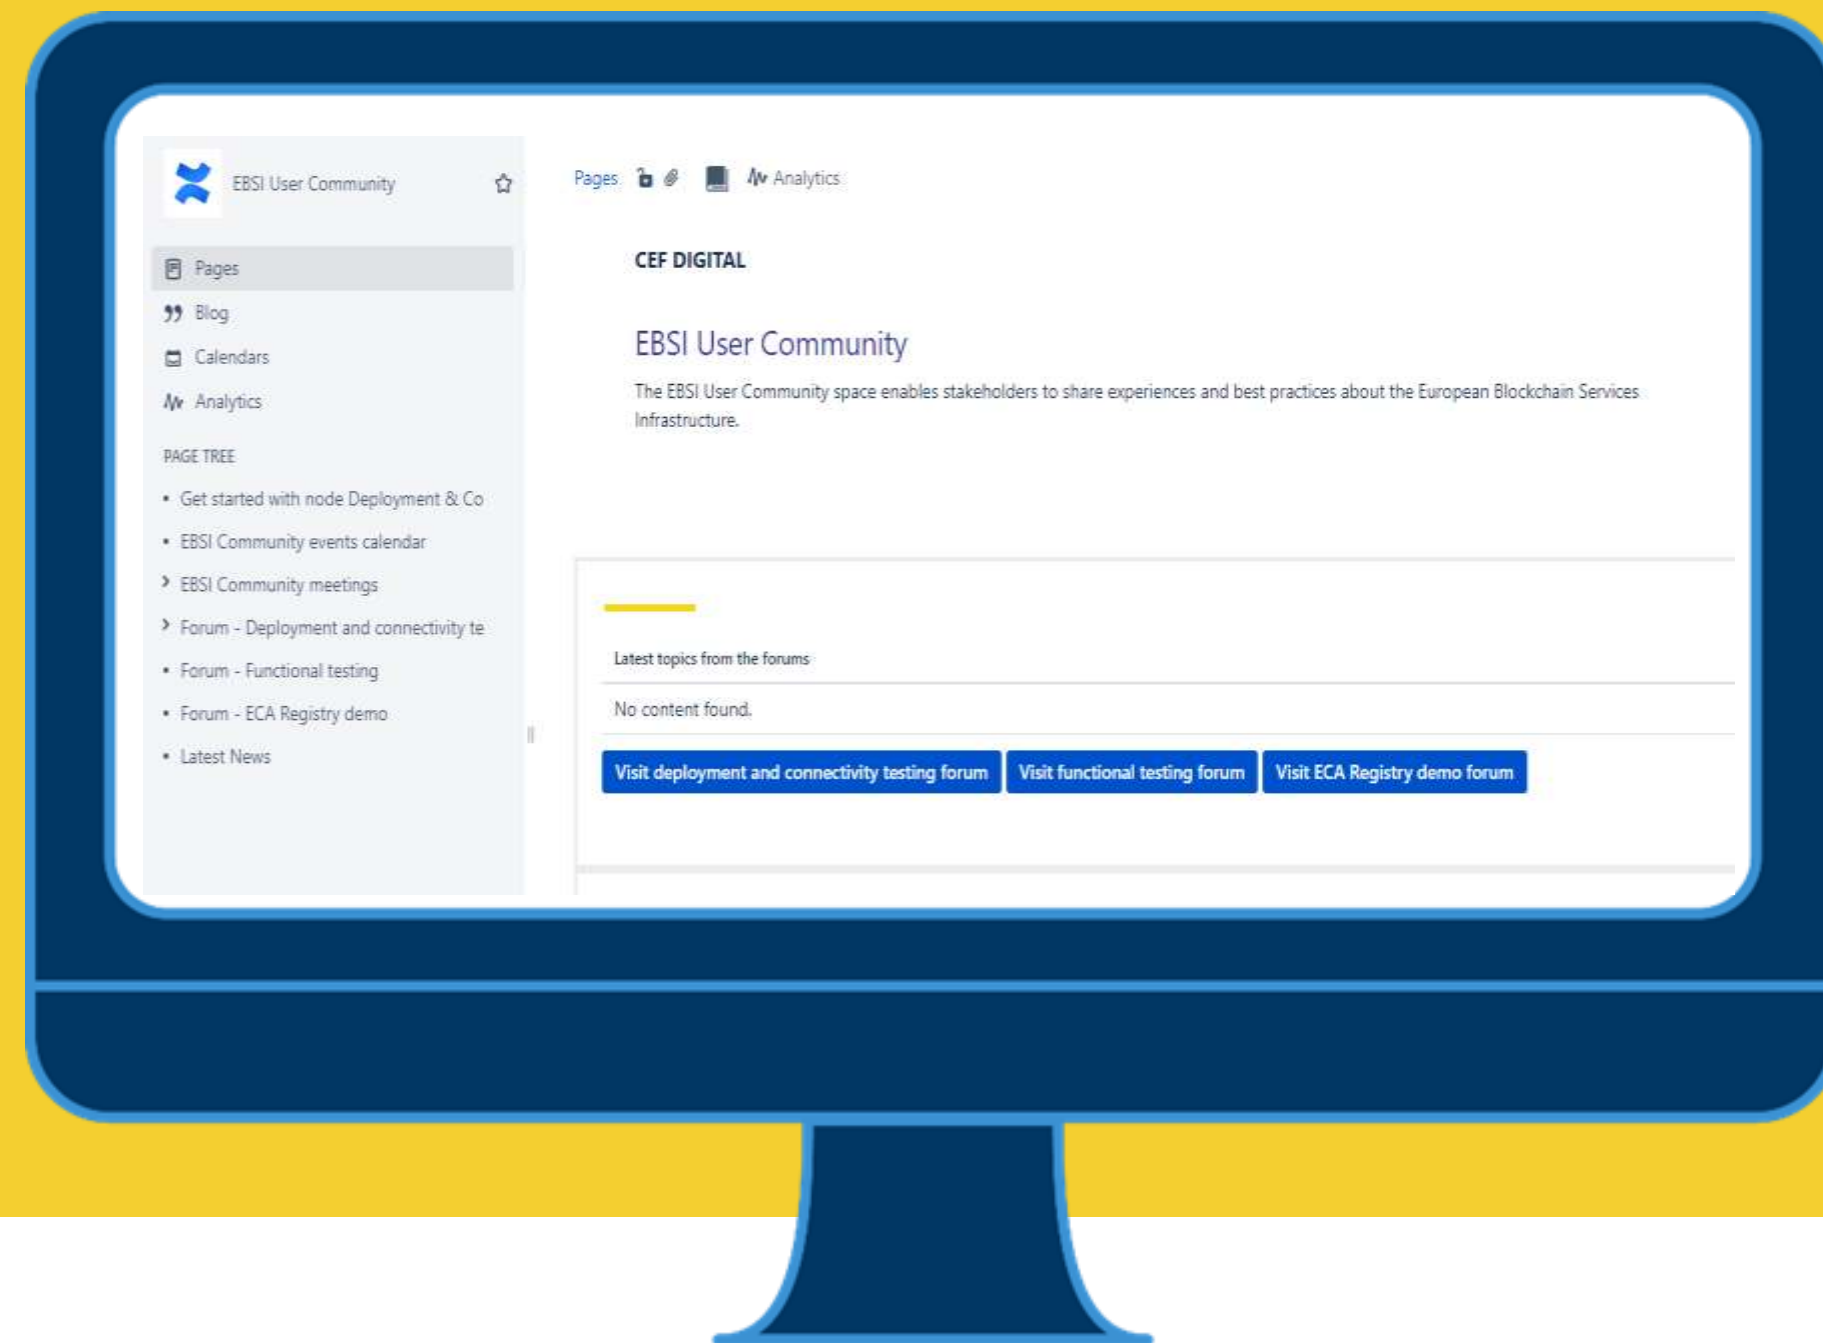 EBSI User Community
Pages
Blog
Calendars
Analytics
PAGE TREE
Get started with node Deployment & Co
EBSI Community events calendar
EBSI Community meetings
Forum - Deployment and connectivity te
Forum - Functional testing
Forum - ECA Registry demo
Latest News
Pages Analytics
CEF DIGITAL
EBSI User Community
The EBSI User Community space enables stakeholders to share experiences and best practices about the European Blockchain Services
Infrastructure.
Latest topics from the forums
No content found.
Visit deployment and connectivity testing forum Visit functional testing forum Visit ECA Registry demo forum